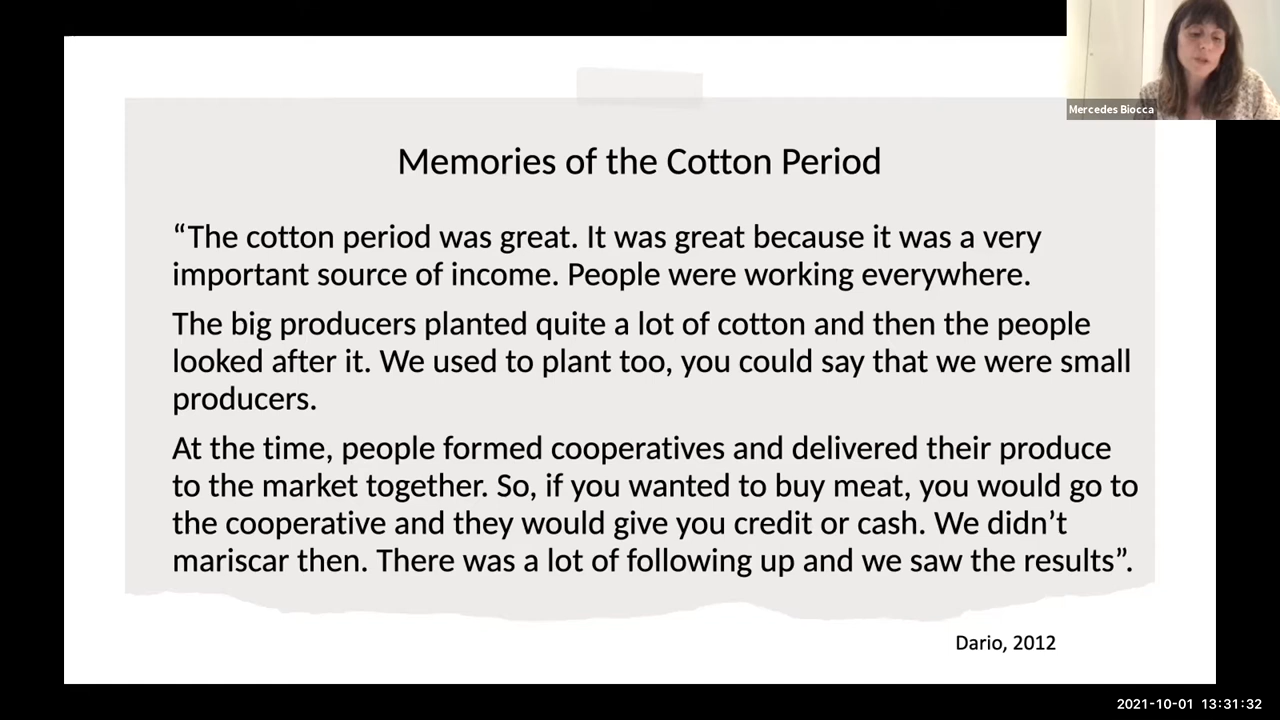 Mercedes Biocca
Memories of the Cotton Period
“The cotton period was great. It was great because it was a very
important source of income. People were working everywhere.
The big producers planted quite a lot of cotton and then the people
looked after it. We used to plant too, you could say that we were small
producers.
At the time, people formed cooperatives and delivered their produce
to the market together. So, if you wanted to buy meat, you would go to
the cooperative and they would give you credit or cash. We didn’t
mariscar then. There was a lot of following up and we saw the results”.
Dario, 2012
2021-10-01 13:31:32